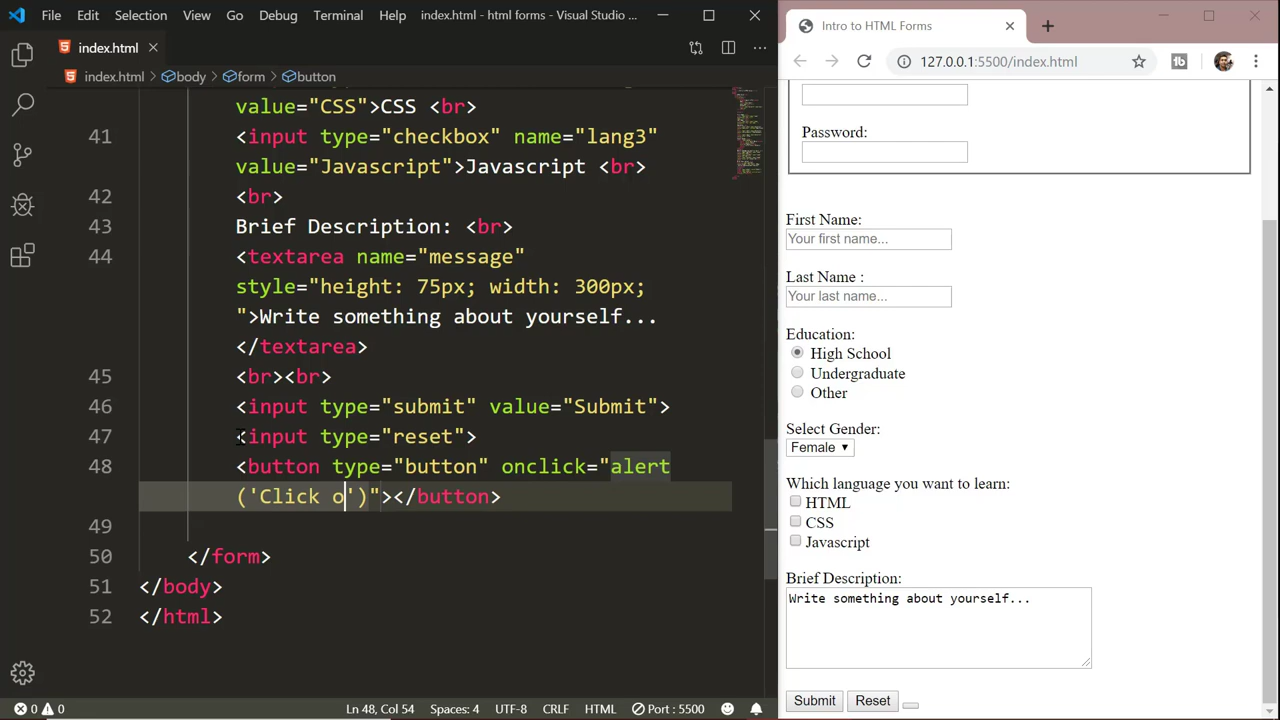 File Edit Selection View Go Debug Terminal Help index.html - html forms - Visual Studio ...
index.html
index.html > body > form > button
value="CSS">CSS <br>
41 <input type="checkbox" name="lang3"
value="Javascript">Javascript <br>
42 <br>
43 Brief Description: <br>
44 <textarea name="message"
style="height: 75px; width: 300px;
">Write something about yourself...
</textarea>
45 <br><br>
46 <input type="submit" value="Submit">
47 <input type="reset">
48 <button type="button" onclick="alert
('Click o')"></button>
49
50 </form>
51 </body>
52 </html>
0 0 Ln 48, Col 54 Spaces: 4 UTF-8 CRLF HTML Port : 5500
Intro to HTML Forms
127.0.0.1:5500/index.html
Password:
First Name:
Your first name...
Last Name :
Your last name...
Education:
High School
Undergraduate
Other
Select Gender:
Female
Which language you want to learn:
HTML
CSS
Javascript
Brief Description:
Write something about yourself...
Submit Reset